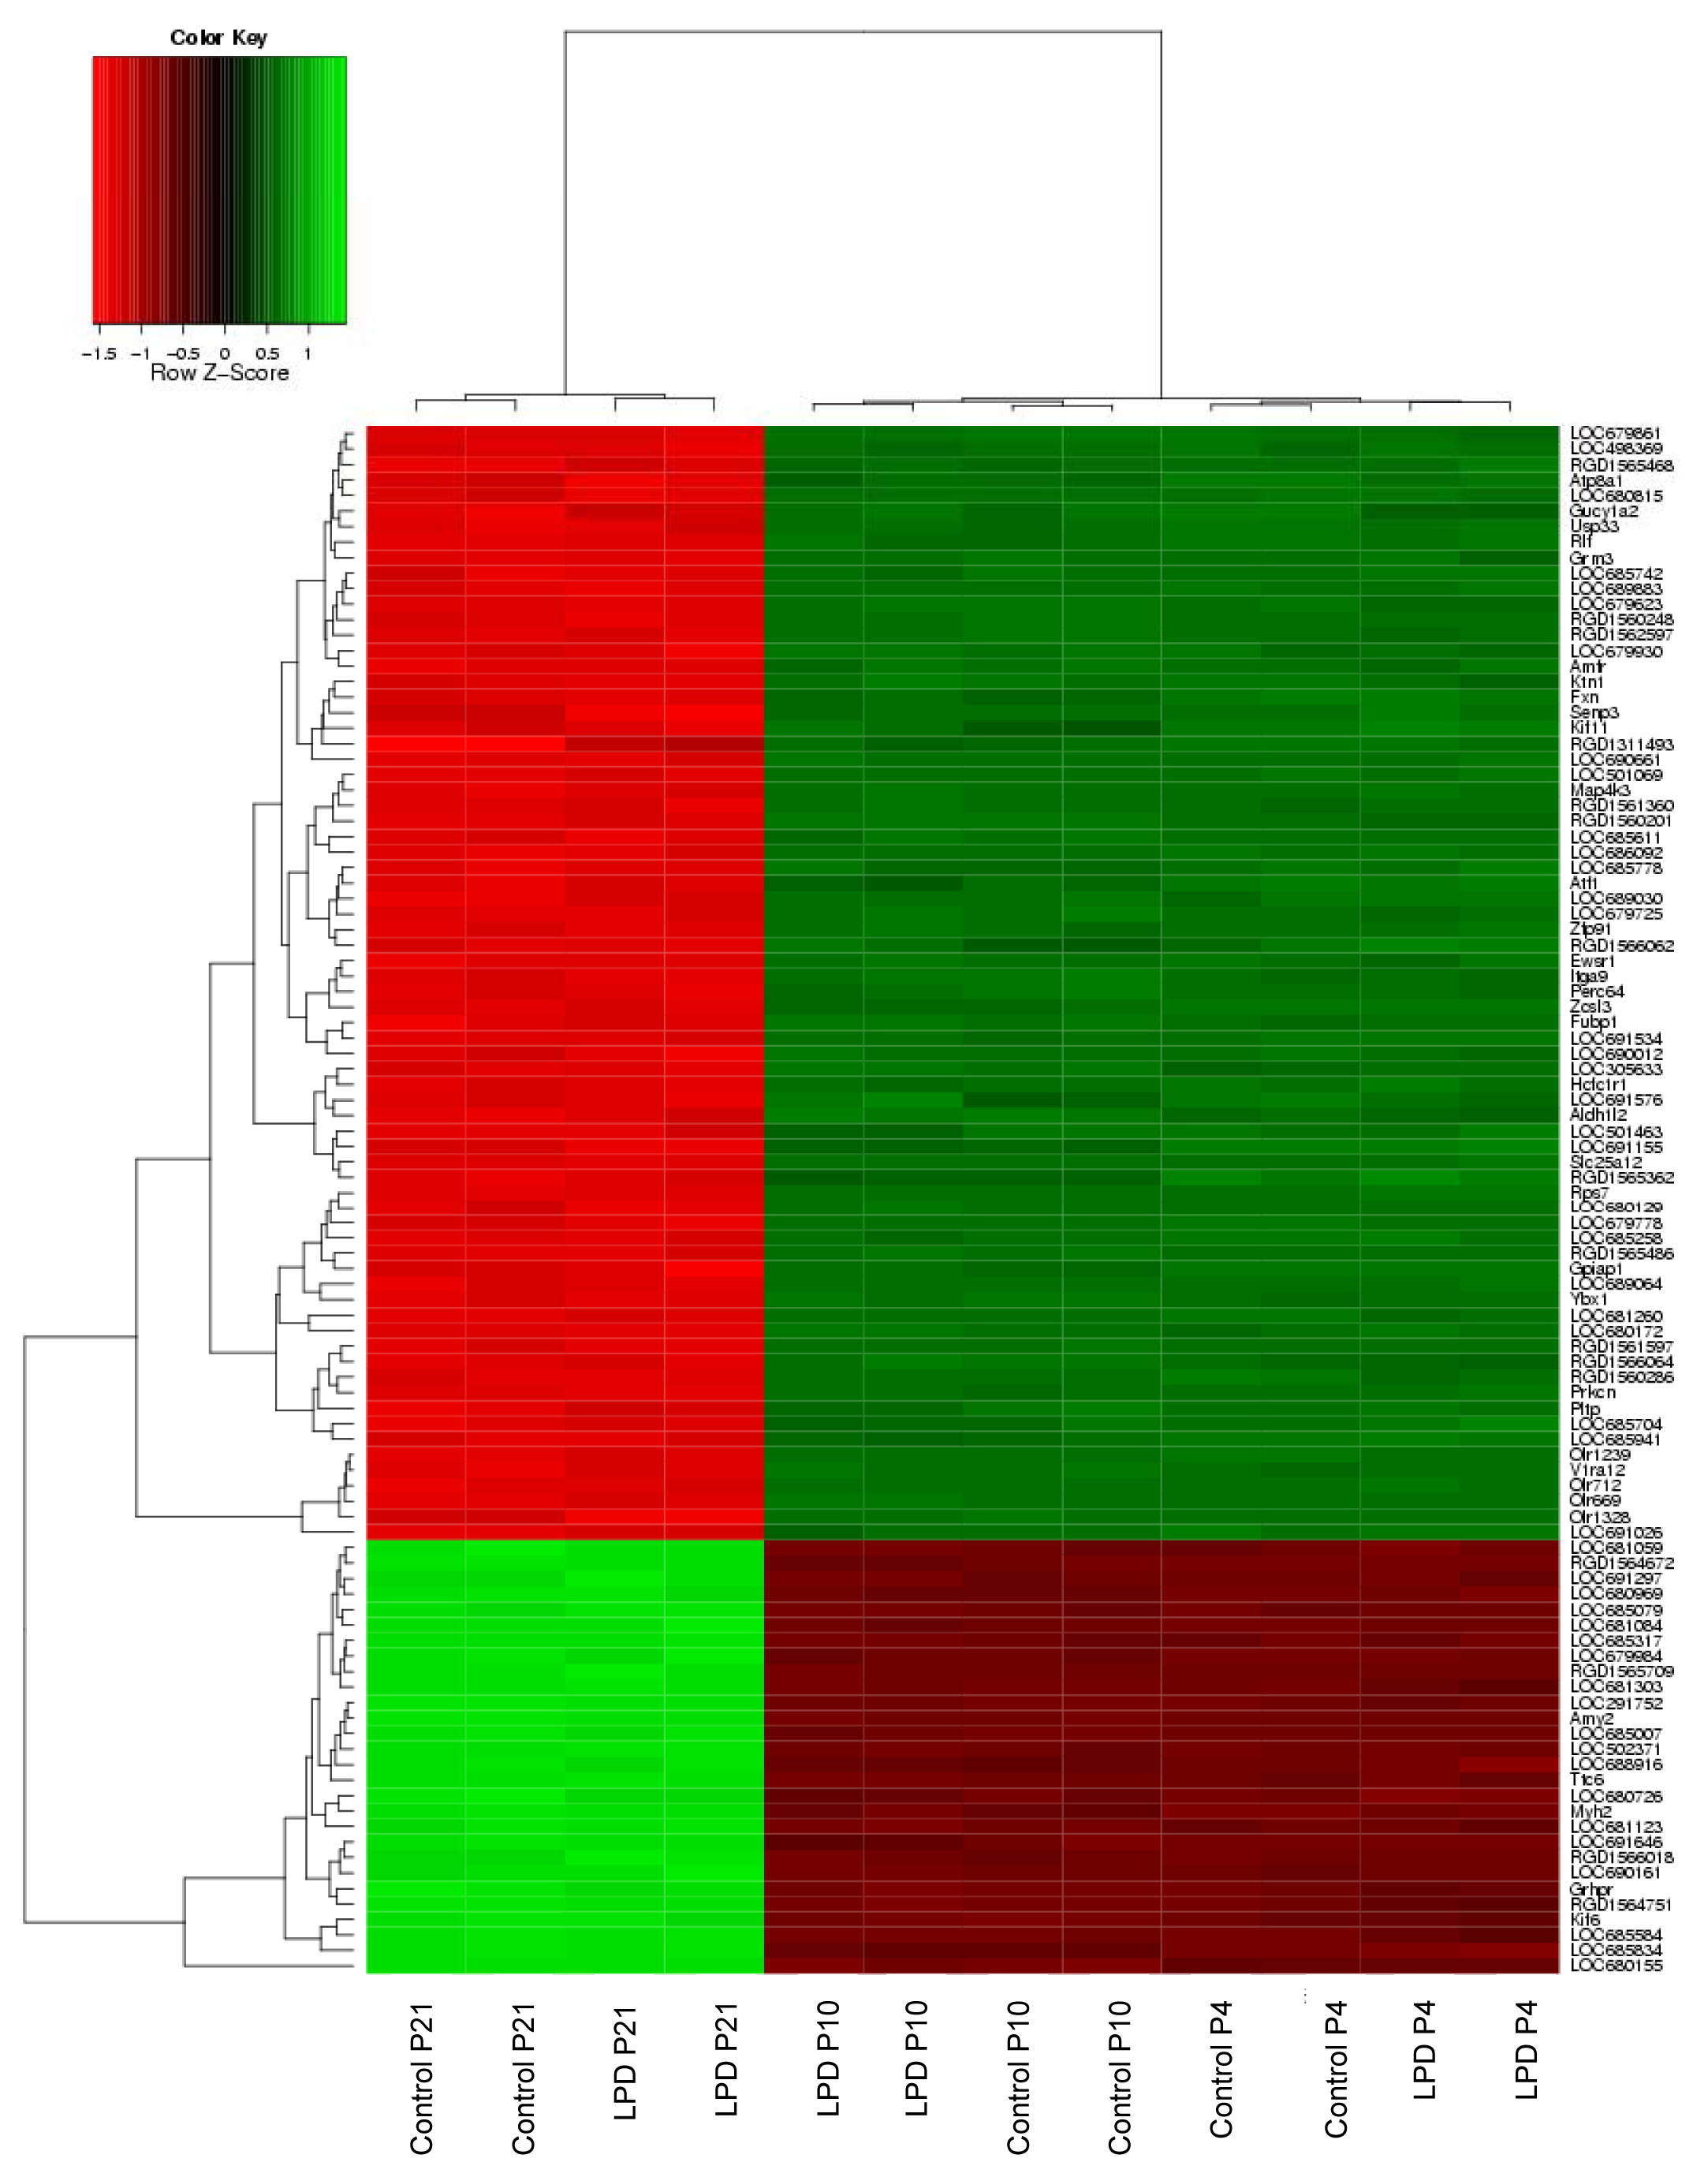 Color Key
−1.5 −1 −0.5 0 0.5 1
Row Z−Score
LOC679861
LOC498369
RGD1565468
Atp8a1
LOC680815
Gucy1a2
Usp33
Rlf
Grm3
LOC685742
LOC689883
LOC679623
RGD1560248
RGD1562597
LOC679930
Amfr
Ktn1
Fxn
Senp3
Kif11
RGD1311493
LOC690661
LOC501069
Map4k3
RGD1561360
RGD1560201
LOC685611
LOC686092
LOC685778
Atf1
LOC689030
LOC679725
Zfp91
RGD1566062
Ewsr1
Itga9
Perc64
Zcsl3
Fubp1
LOC691534
LOC690012
LOC305633
Hcfc1r1
LOC691576
Aldh1l2
LOC501463
LOC691155
Slc25a12
RGD1565362
Rps7
LOC680129
LOC679778
LOC685258
RGD1565486
Gpiap1
LOC689064
Ybx1
LOC681260
LOC680172
RGD1561597
RGD1566064
RGD1560286
Prkcn
Pltp
LOC685704
LOC685941
Olr1239
V1ra12
Olr712
Olr669
Olr1328
LOC691026
LOC681059
RGD1564672
LOC691297
LOC680969
LOC685079
LOC681084
LOC685317
LOC679984
RGD1565709
LOC681303
LOC291752
Amy2
LOC685007
LOC502371
LOC688916
Ttc6
LOC680726
Myh2
LOC681123
LOC691646
RGD1566018
LOC690161
Grhpr
RGD1564751
Kif6
LOC685584
LOC685834
LOC680155
Control P21
Control P21
LPD P21
LPD P21
LPD P10
LPD P10
Control P10
Control P10
Control P4
Control P4
LPD P4
LPD P4